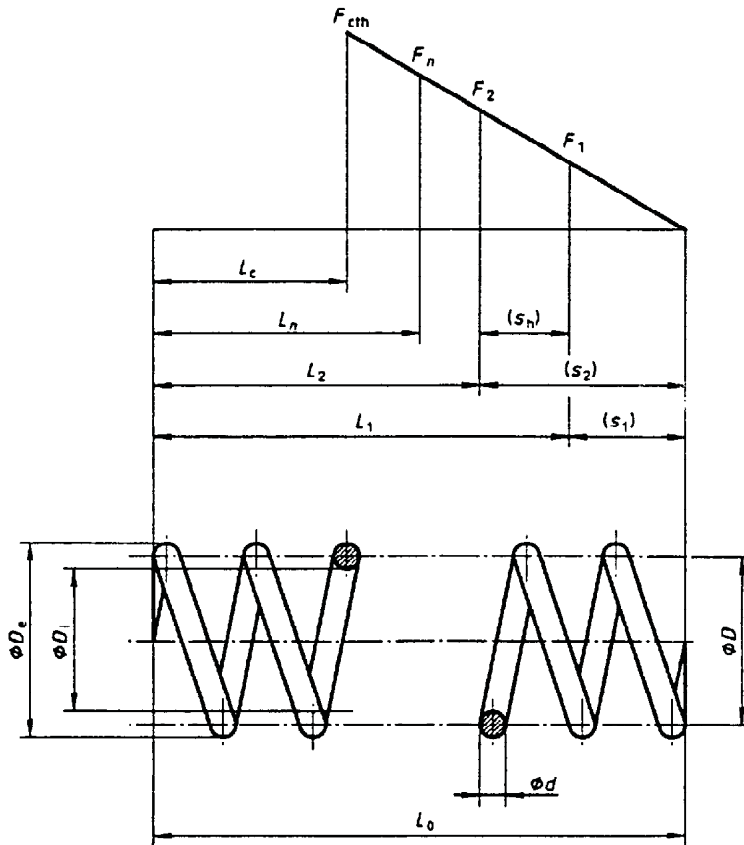 F_cth
F_n
F_2
F_1
L_c
L_n
(s_h)
L_2
(s_2)
L_1
(s_1)
ΦD_e
ΦD_i
ΦD
Φd
L_0